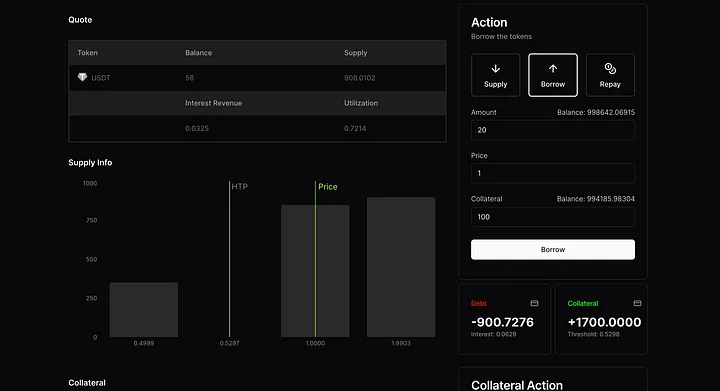 Quote
Token Balance Supply
USDT 58 908.0102
Interest Revenue Utilization
0.0325 0.7214
Supply Info
1000
750
500
250
0
HTP
Price
0.4999 0.5297 1.0000 1.9903
Collateral
Action
Borrow the tokens
Supply Borrow Repay
Amount Balance: 998642.06915
20
Price
1
Collateral Balance: 994185.98304
100
Borrow
Debt
-900.7276
Interest: 0.0629
Collateral
+1700.0000
Threshold: 0.5298
Collateral Action